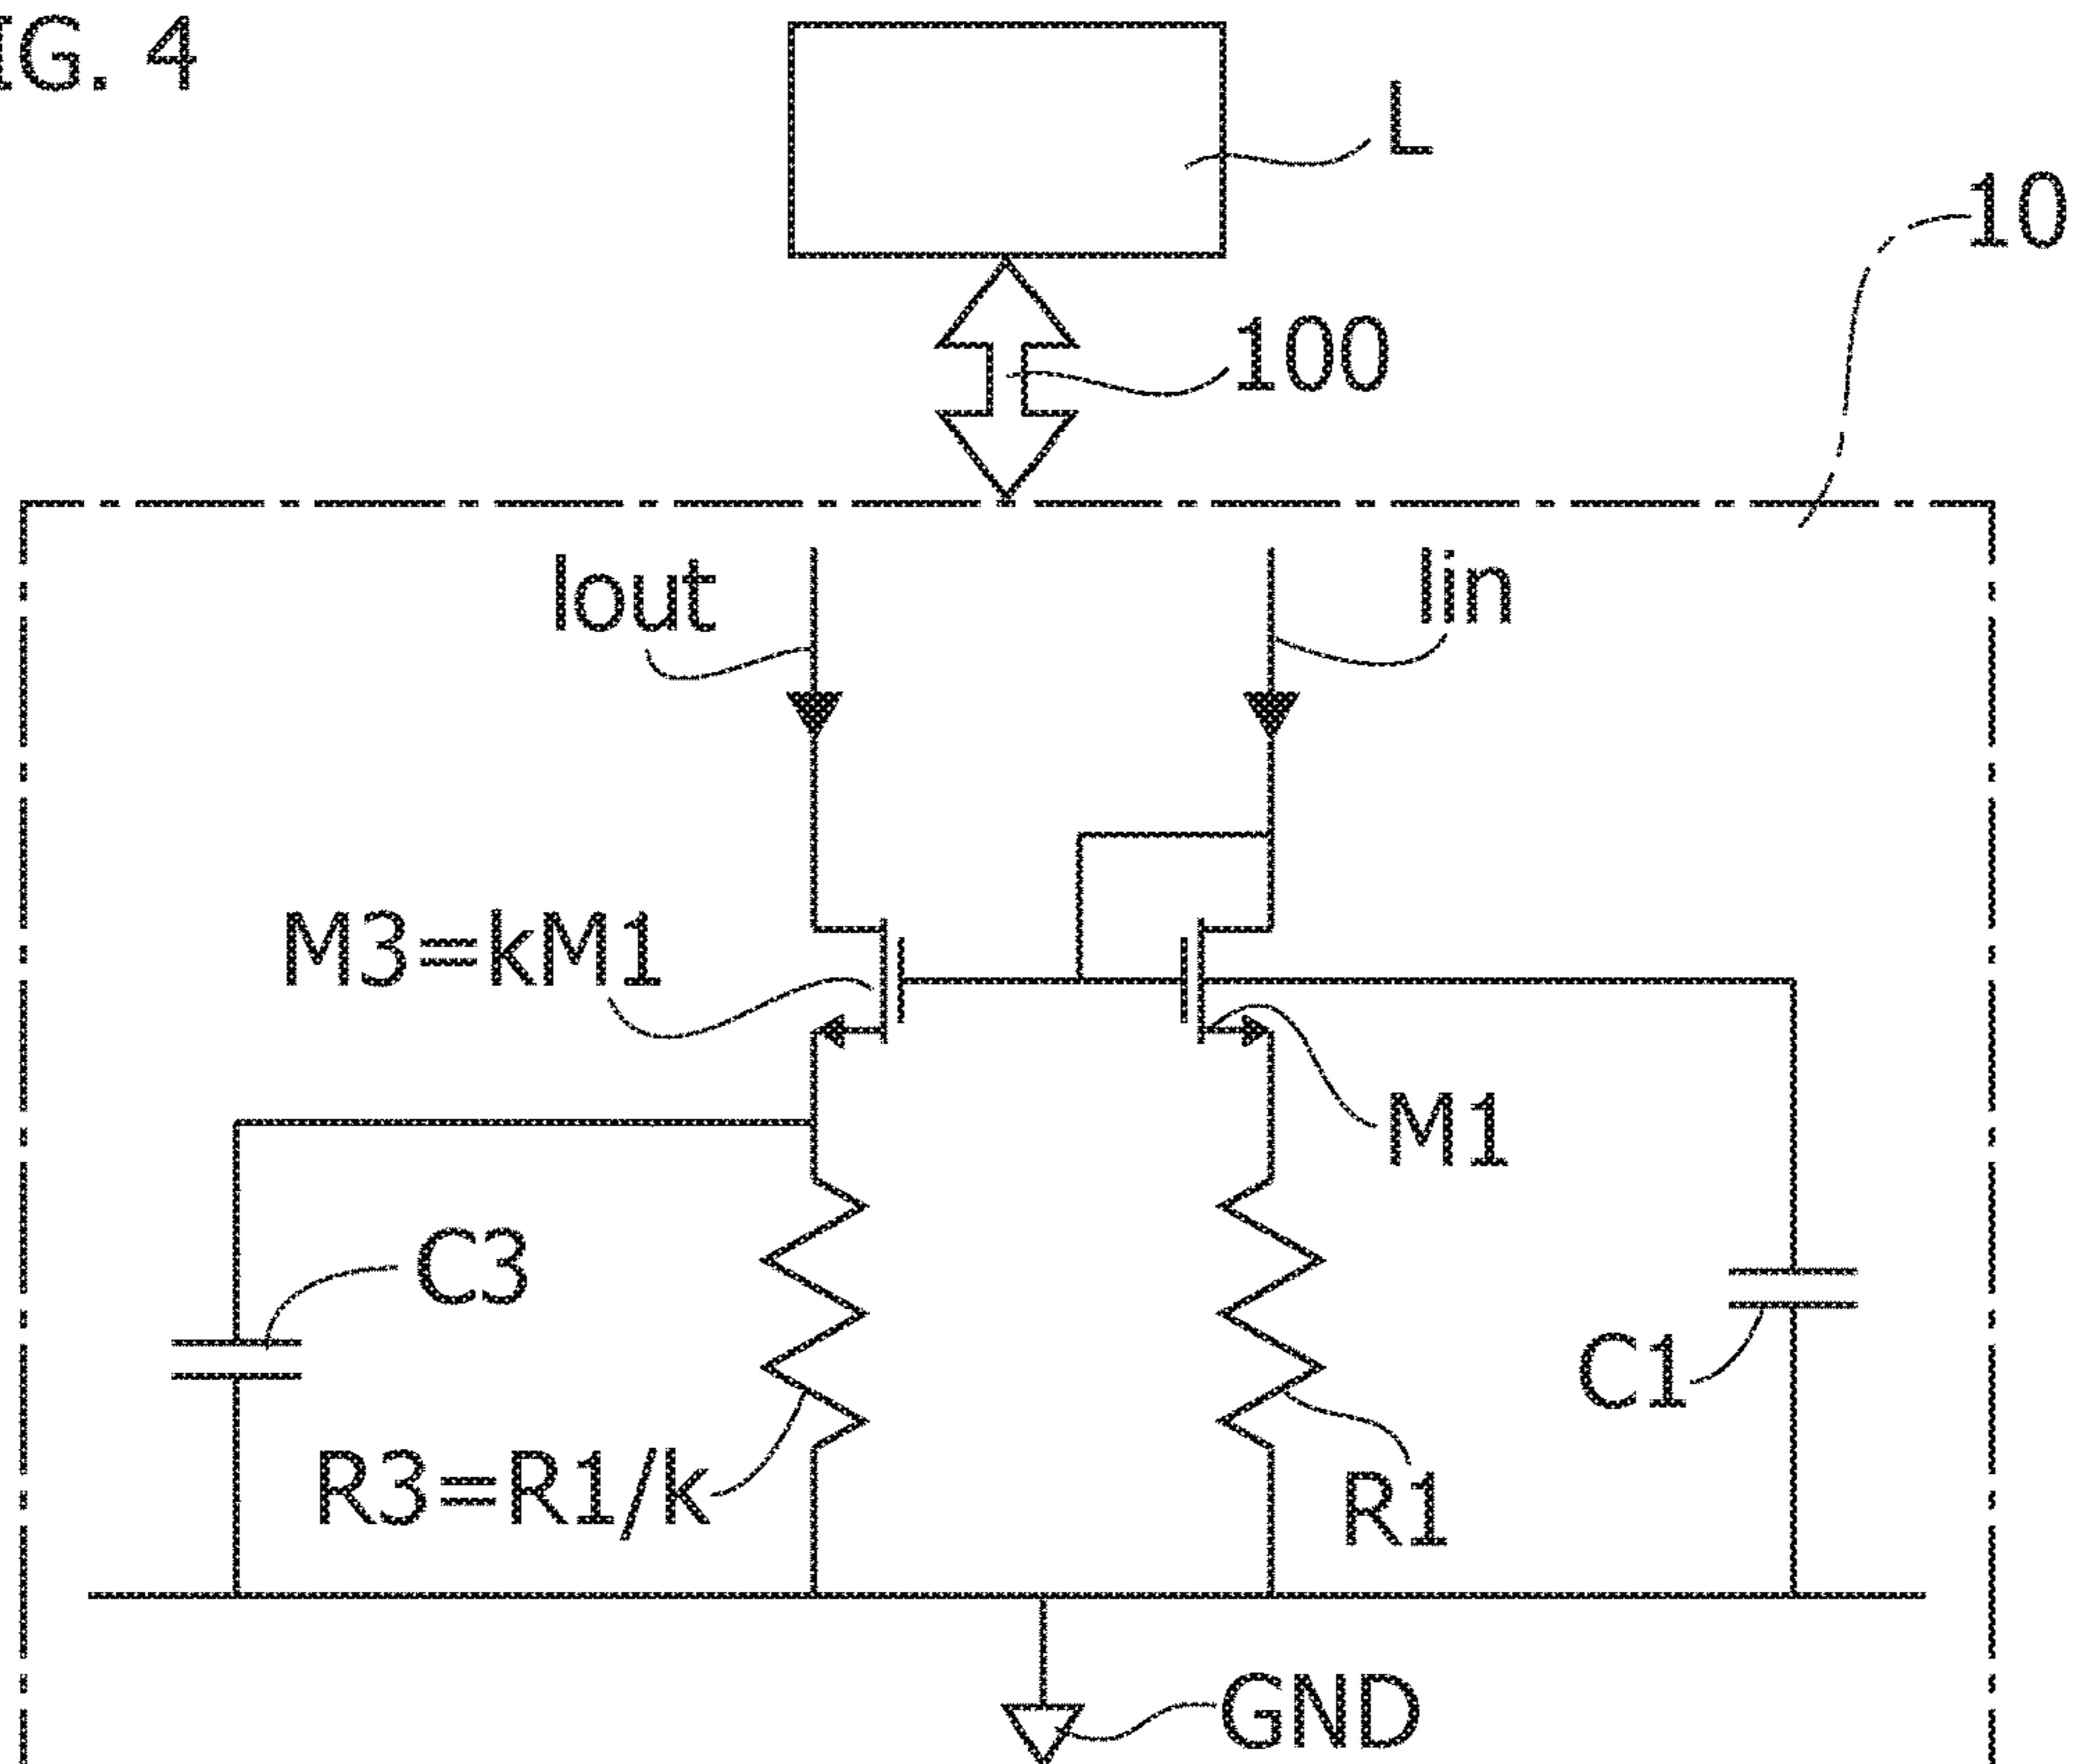 IG. 4
L
10
100
Iout
Iin
M3=kM1
M1
C3
C1
R3=R1/k
R1
GND